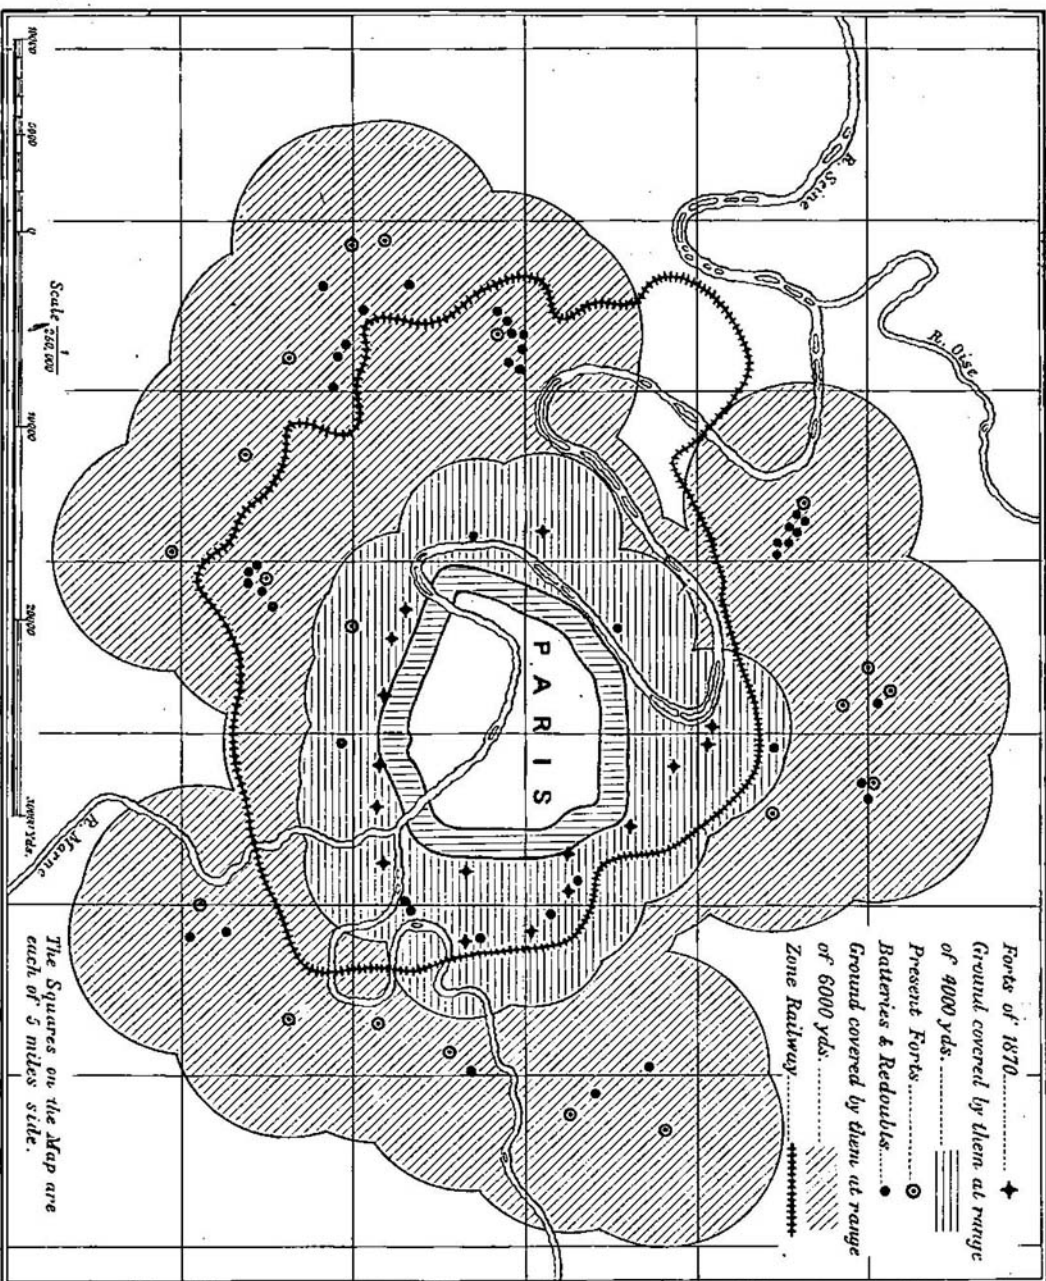 Forts of 1870
Ground covered by them at range
of 4000 yds.
Present Forts
Batteries & Redoubts
Ground covered by them at range
of 6000 yds.
Zone Railway
R. Oise
R. Seine
PARIS
R. Marne
The Squares on the Map are
each of 5 miles side.
Scale 1/250,000
10000 5000 0 10000 20000 30000 Yds.